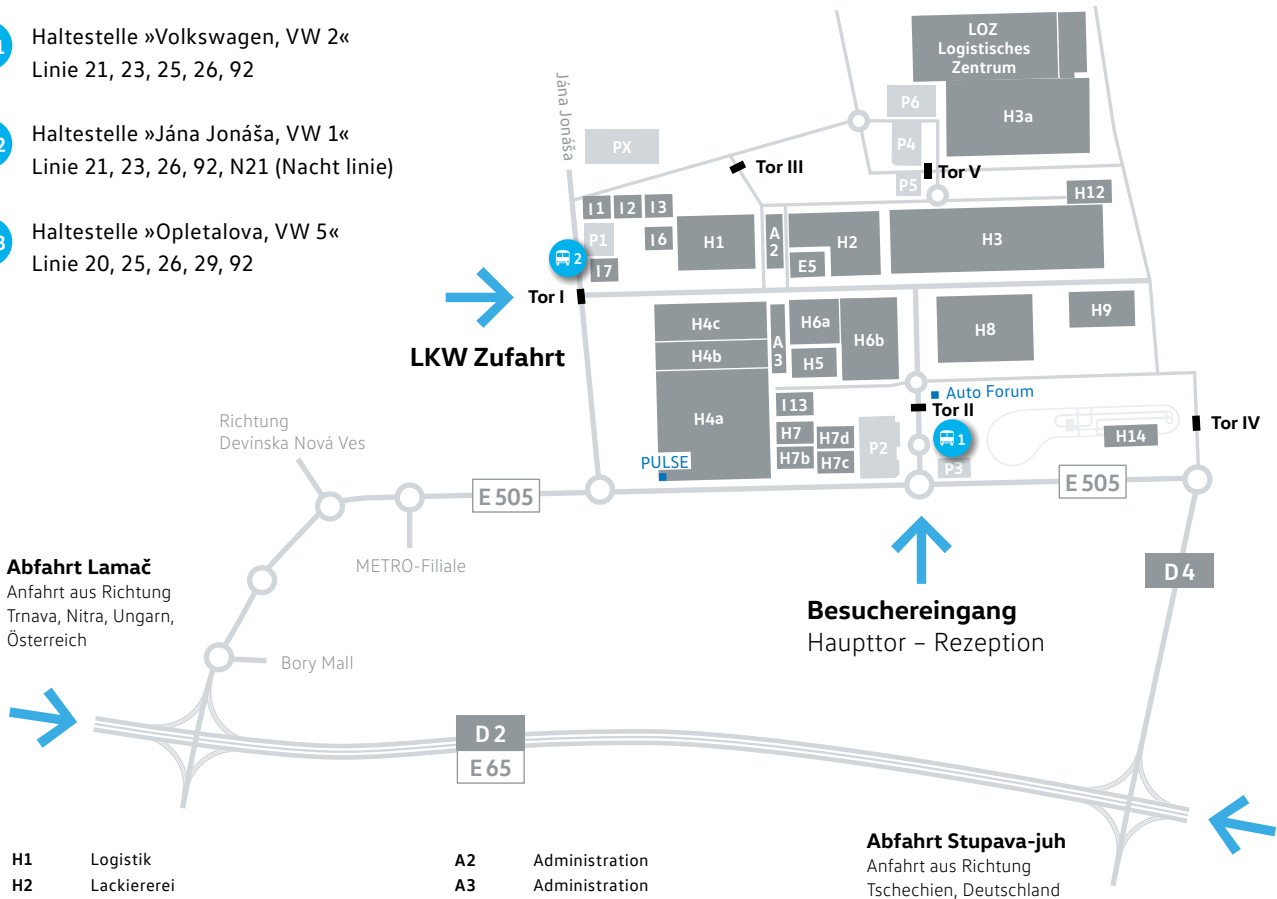 1
Haltestelle »Volkswagen, VW 2«
Linie 21, 23, 25, 26, 92
2
Haltestelle »Jána Jonáša, VW 1«
Linie 21, 23, 26, 92, N21 (Nacht linie)
3
Haltestelle »Opletalova, VW 5«
Linie 20, 25, 26, 29, 92
LOZ
Logistisches
Zentrum
Jána Jonáša
PX
P6
H3a
P4
Tor III
P5
Tor V
H12
I1
I2
I3
P1
I6
H1
A
2
H2
H3
E5
2
I7
Tor I
LKW Zufahrt
H4c
H4b
H4a
A
3
H6a
H5
H6b
H8
H9
Auto Forum
Tor II
I13
H7
H7d
H7b
H7c
P2
1
P3
H14
Tor IV
PULSE
Richtung
Devínska Nová Ves
E 505
E 505
METRO-Filiale
Abfahrt Lamač
Anfahrt aus Richtung
Trnava, Nitra, Ungarn,
Österreich
Bory Mall
Besuchereingang
Haupttor – Rezeption
D 4
D 2
E 65
Abfahrt Stupava-juh
Anfahrt aus Richtung
Tschechien, Deutschland
H1 Logistik
H2 Lackiererei
A2 Administration
A3 Administration